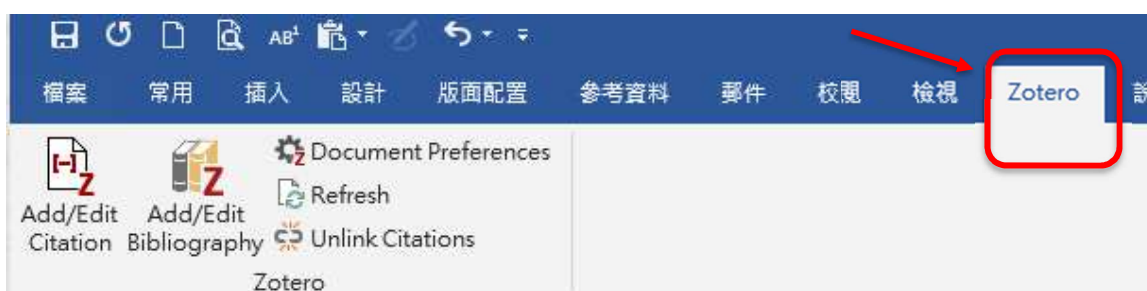 AB¹
檔案 常用 插入 設計 版面配置 參考資料 郵件 校閱 檢視 Zotero
[-] Z Z Z Document Preferences
Refresh
Add/Edit Citation
Add/Edit Bibliography
Unlink Citations
Zotero